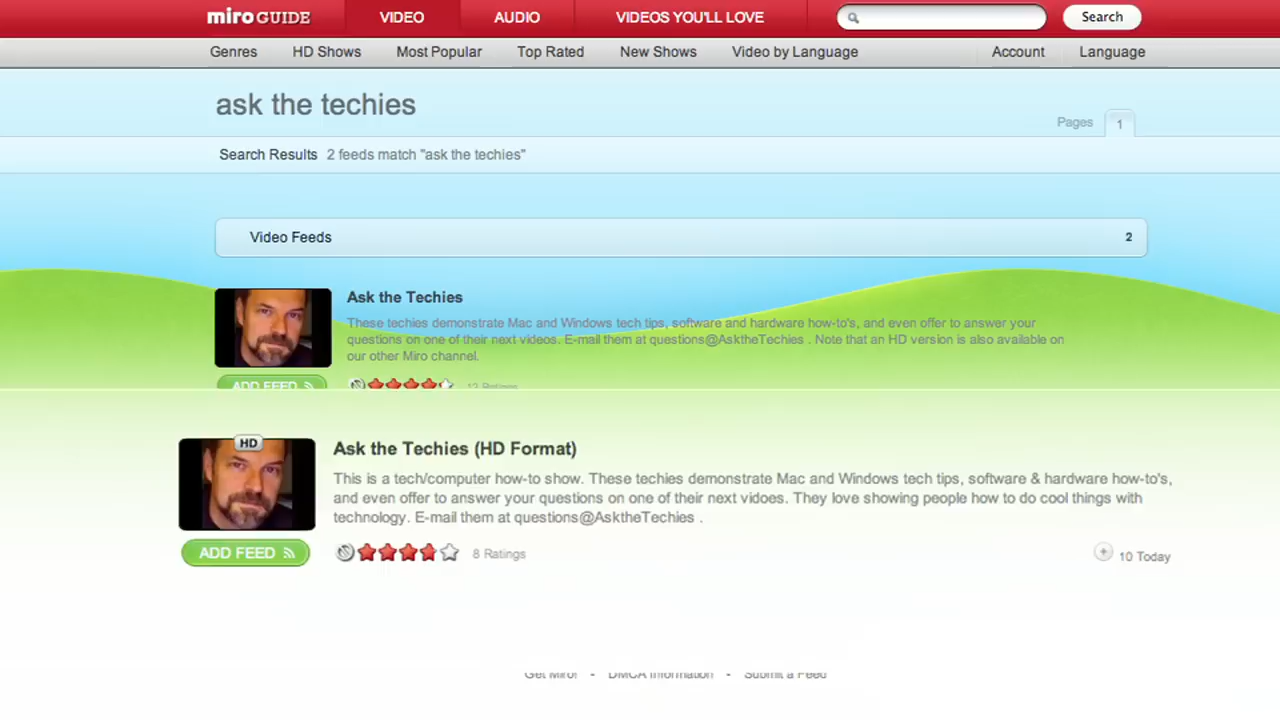 miro GUIDE VIDEO AUDIO VIDEOS YOU'LL LOVE Search
Genres HD Shows Most Popular Top Rated New Shows Video by Language Account Language
ask the techies
Pages 1
Search Results 2 feeds match "ask the techies"
Video Feeds 2
Ask the Techies
These techies demonstrate Mac and Windows tech tips, software and hardware how-to's, and even offer to answer your
questions on one of their next videos. E-mail them at questions@AsktheTechies . Note that an HD version is also available on
our other Miro channel.
ADD FEED 12 Ratings
HD
Ask the Techies (HD Format)
This is a tech/computer how-to show. These techies demonstrate Mac and Windows tech tips, software & hardware how-to's,
and even offer to answer your questions on one of their next vidoes. They love showing people how to do cool things with
technology. E-mail them at questions@AsktheTechies .
ADD FEED 8 Ratings 10 Today
Get Miro! - DMCA Information - Submit a Feed